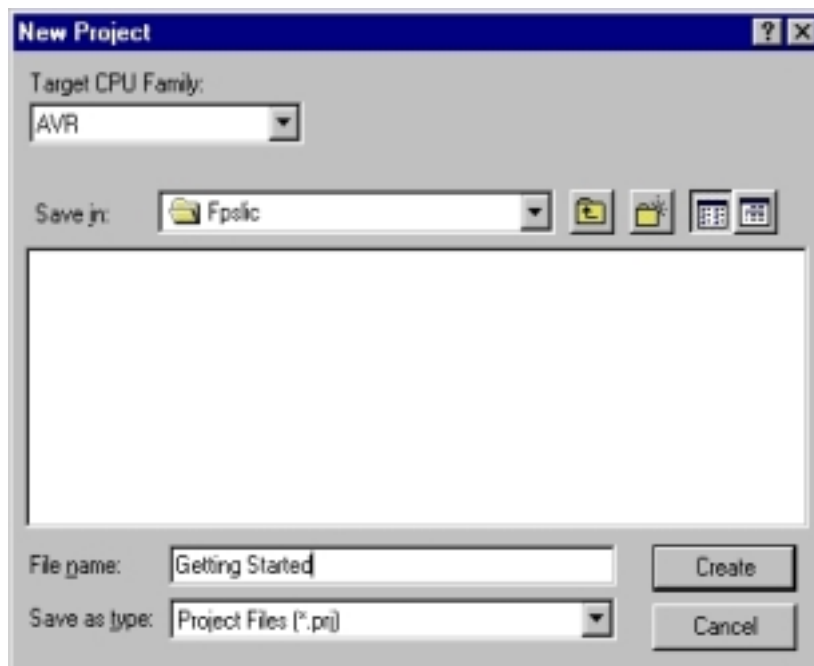 New Project
Target CPU Family:
AVR
Save in:
Fpslic
File name:
Getting Started
Create
Save as type:
Project Files (*.prj)
Cancel